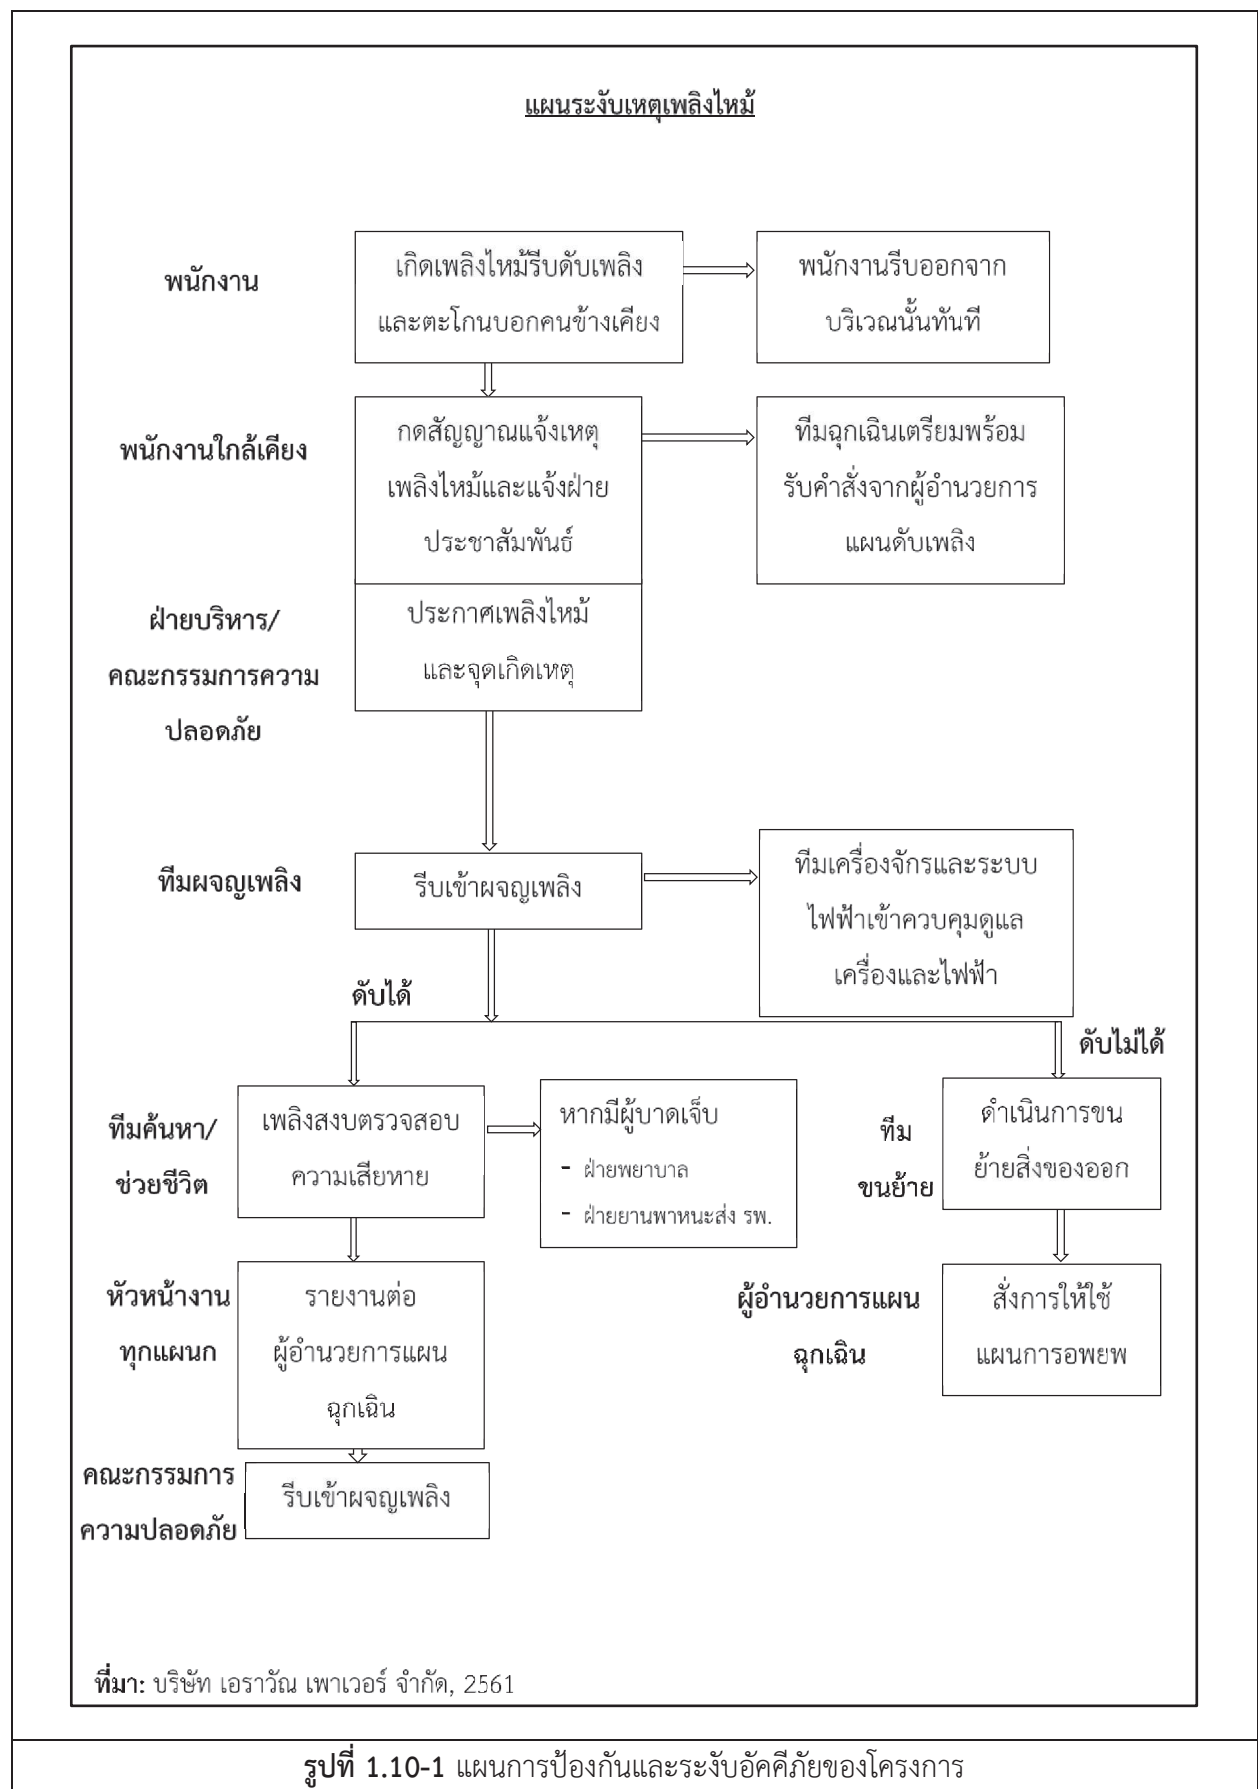 แผนระงับเหตุเพลิงไหม้
พนักงาน
เกิดเพลิงไหม้รีบดับเพลิง
และตะโกนบอกคนข้างเคียง
พนักงานรีบออกจาก
บริเวณนั้นทันที
พนักงานใกล้เคียง
กดสัญญาณแจ้งเหตุ
เพลิงไหม้และแจ้งฝ่าย
ประชาสัมพันธ์
ทีมฉุกเฉินเตรียมพร้อม
รับคำสั่งจากผู้อำนวยการ
แผนดับเพลิง
ฝ่ายบริหาร/
คณะกรรมการความ
ปลอดภัย
ประกาศเพลิงไหม้
และจุดเกิดเหตุ
ทีมผจญเพลิง
รีบเข้าผจญเพลิง
ทีมเครื่องจักรและระบบ
ไฟฟ้าเข้าควบคุมดูแล
เครื่องและไฟฟ้า
ดับได้
ดับไม่ได้
ทีมค้นหา/
ช่วยชีวิต
เพลิงสงบตรวจสอบ
ความเสียหาย
หากมีผู้บาดเจ็บ
- ฝ่ายพยาบาล
- ฝ่ายยานพาหนะส่ง รพ.
ทีม
ขนย้าย
ดำเนินการขน
ย้ายสิ่งของออก
หัวหน้างาน
ทุกแผนก
รายงานต่อ
ผู้อำนวยการแผน
ฉุกเฉิน
ผู้อำนวยการแผน
ฉุกเฉิน
สั่งการให้ใช้
แผนการอพยพ
คณะกรรมการ
ความปลอดภัย
รีบเข้าผจญเพลิง
ที่มา: บริษัท เอราวัณ เพาเวอร์ จำกัด, 2561
รูปที่ 1.10-1 แผนการป้องกันและระงับอัคคีภัยของโครงการ